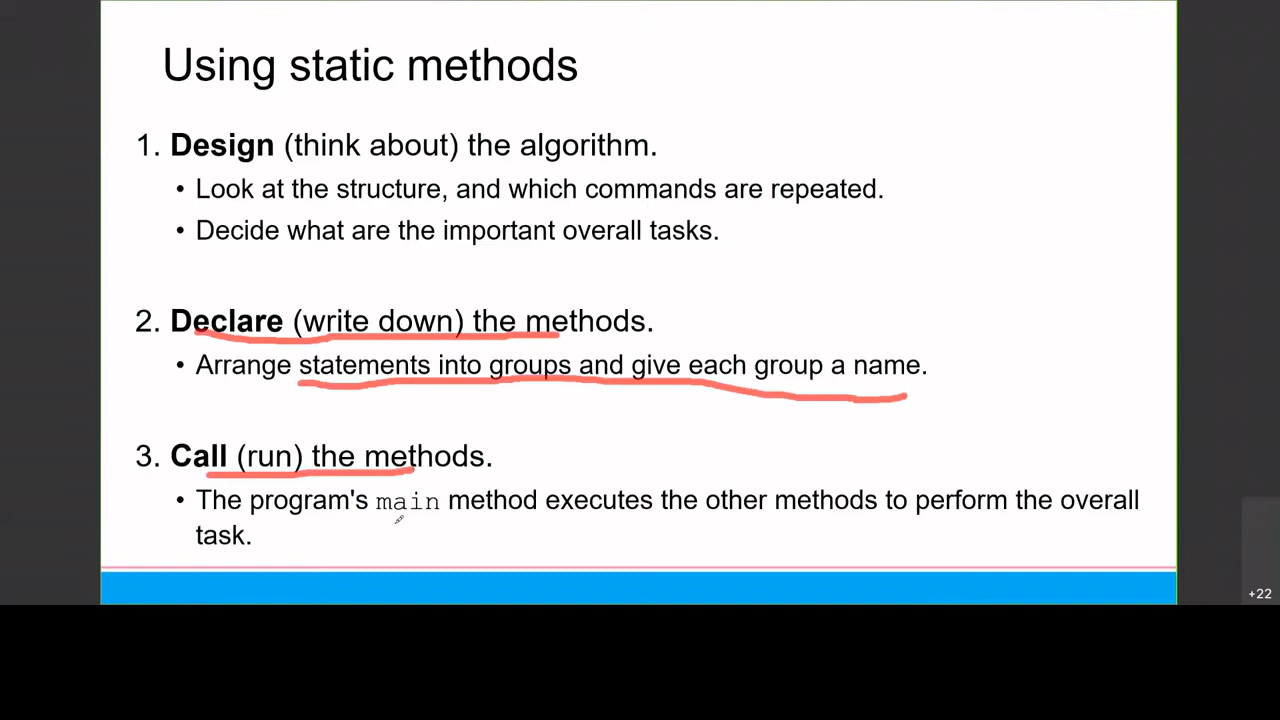 Using static methods
1. Design (think about) the algorithm.
• Look at the structure, and which commands are repeated.
• Decide what are the important overall tasks.
2. Declare (write down) the methods.
• Arrange statements into groups and give each group a name.
3. Call (run) the methods.
• The program's main method executes the other methods to perform the overall
task.
+22